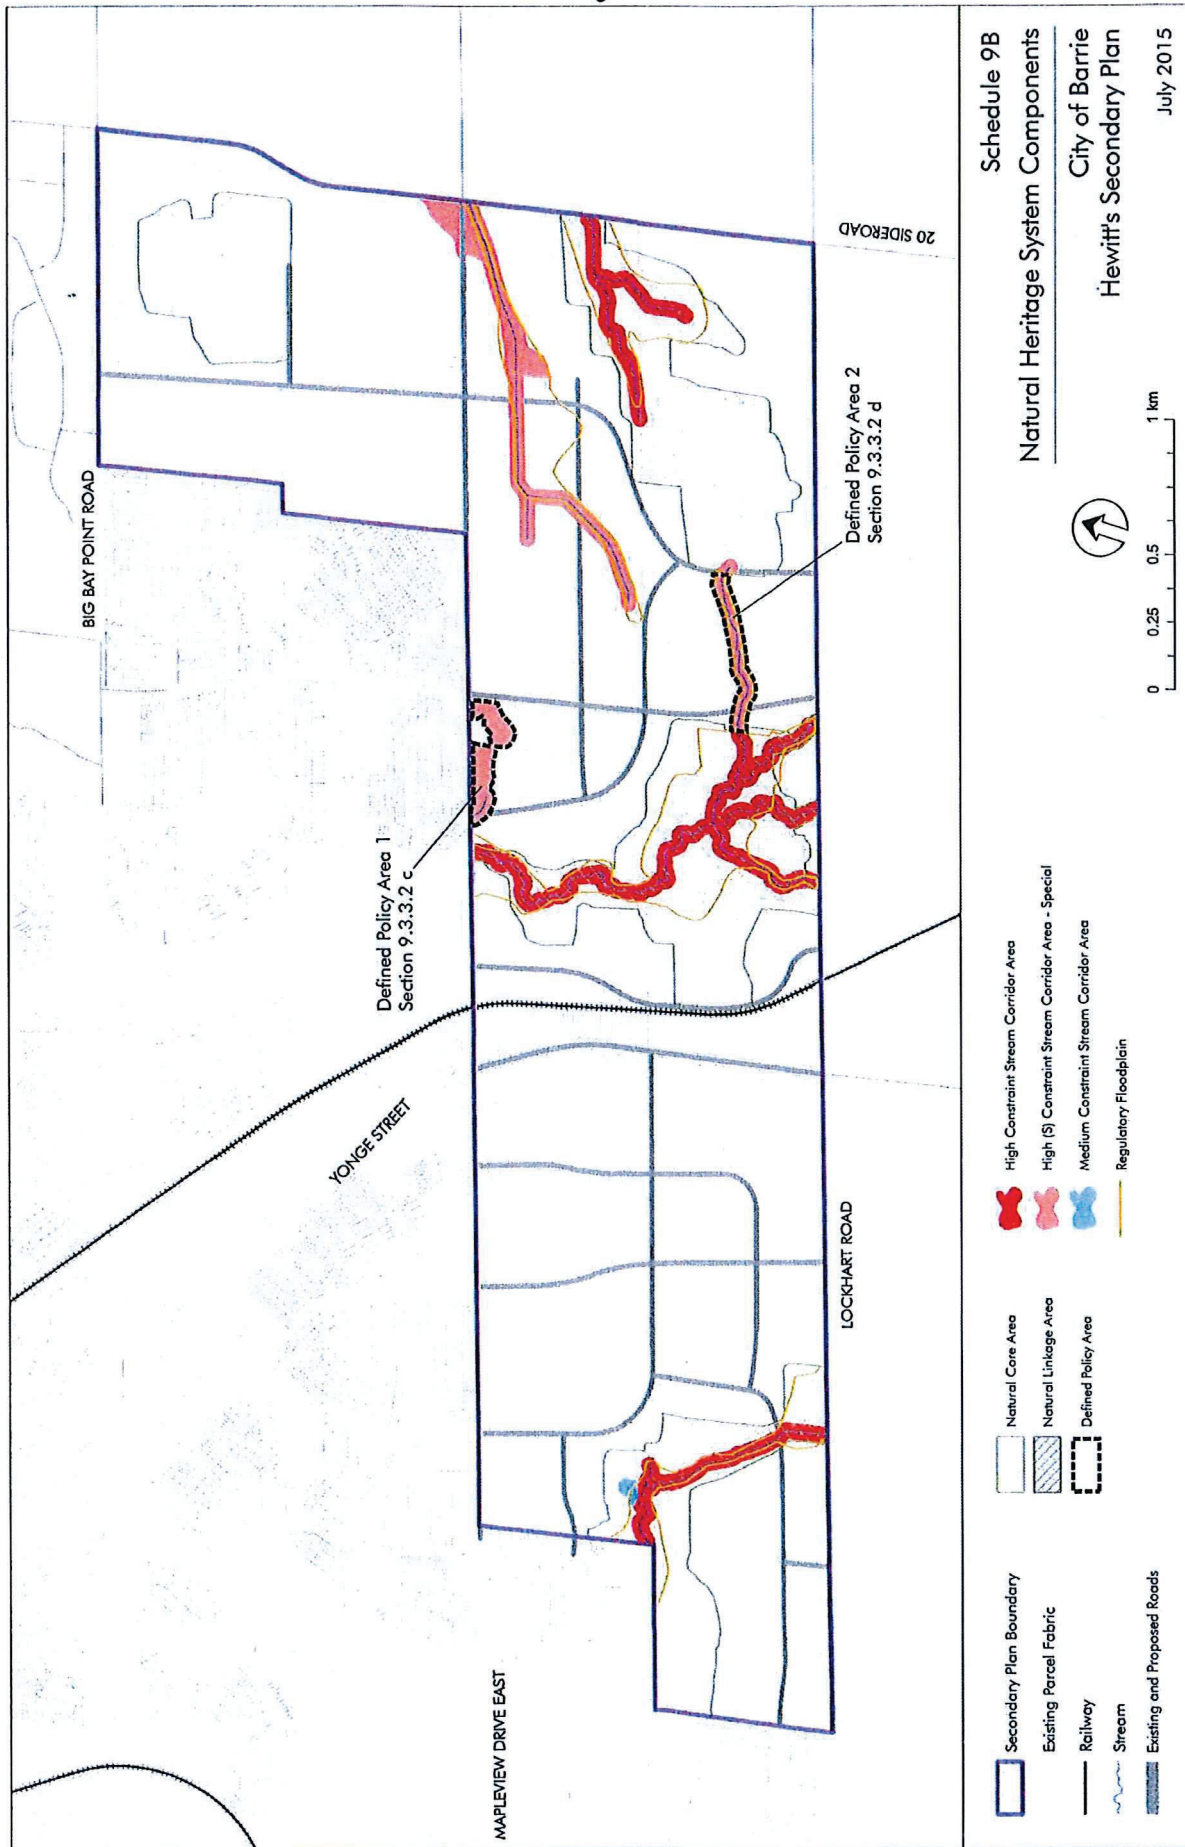 Schedule 9B
Natural Heritage System Components
City of Barrie
Hewitt's Secondary Plan
July 2015
BIG BAY POINT ROAD
20 SIDEROAD
Defined Policy Area 1
Section 9.3.3.2 c
Defined Policy Area 2
Section 9.3.3.2 d
YONGE STREET
LOCKHART ROAD
MAPLEVIEW DRIVE EAST
Secondary Plan Boundary
Existing Parcel Fabric
Railway
Stream
Existing and Proposed Roads
Natural Core Area
Natural Linkage Area
Defined Policy Area
High Constraint Stream Corridor Area
High (S) Constraint Stream Corridor Area - Special
Medium Constraint Stream Corridor Area
Regulatory Floodplain
0 0.25 0.5 1 km